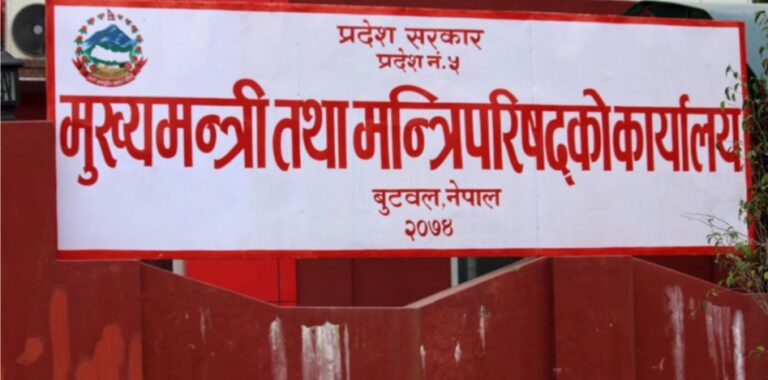 प्रदेश सरकार
प्रदेश नं.५
मुख्यमन्त्री तथा मन्त्रिपरिषद्को कार्यालय
बुटवल,नेपाल
२०७४